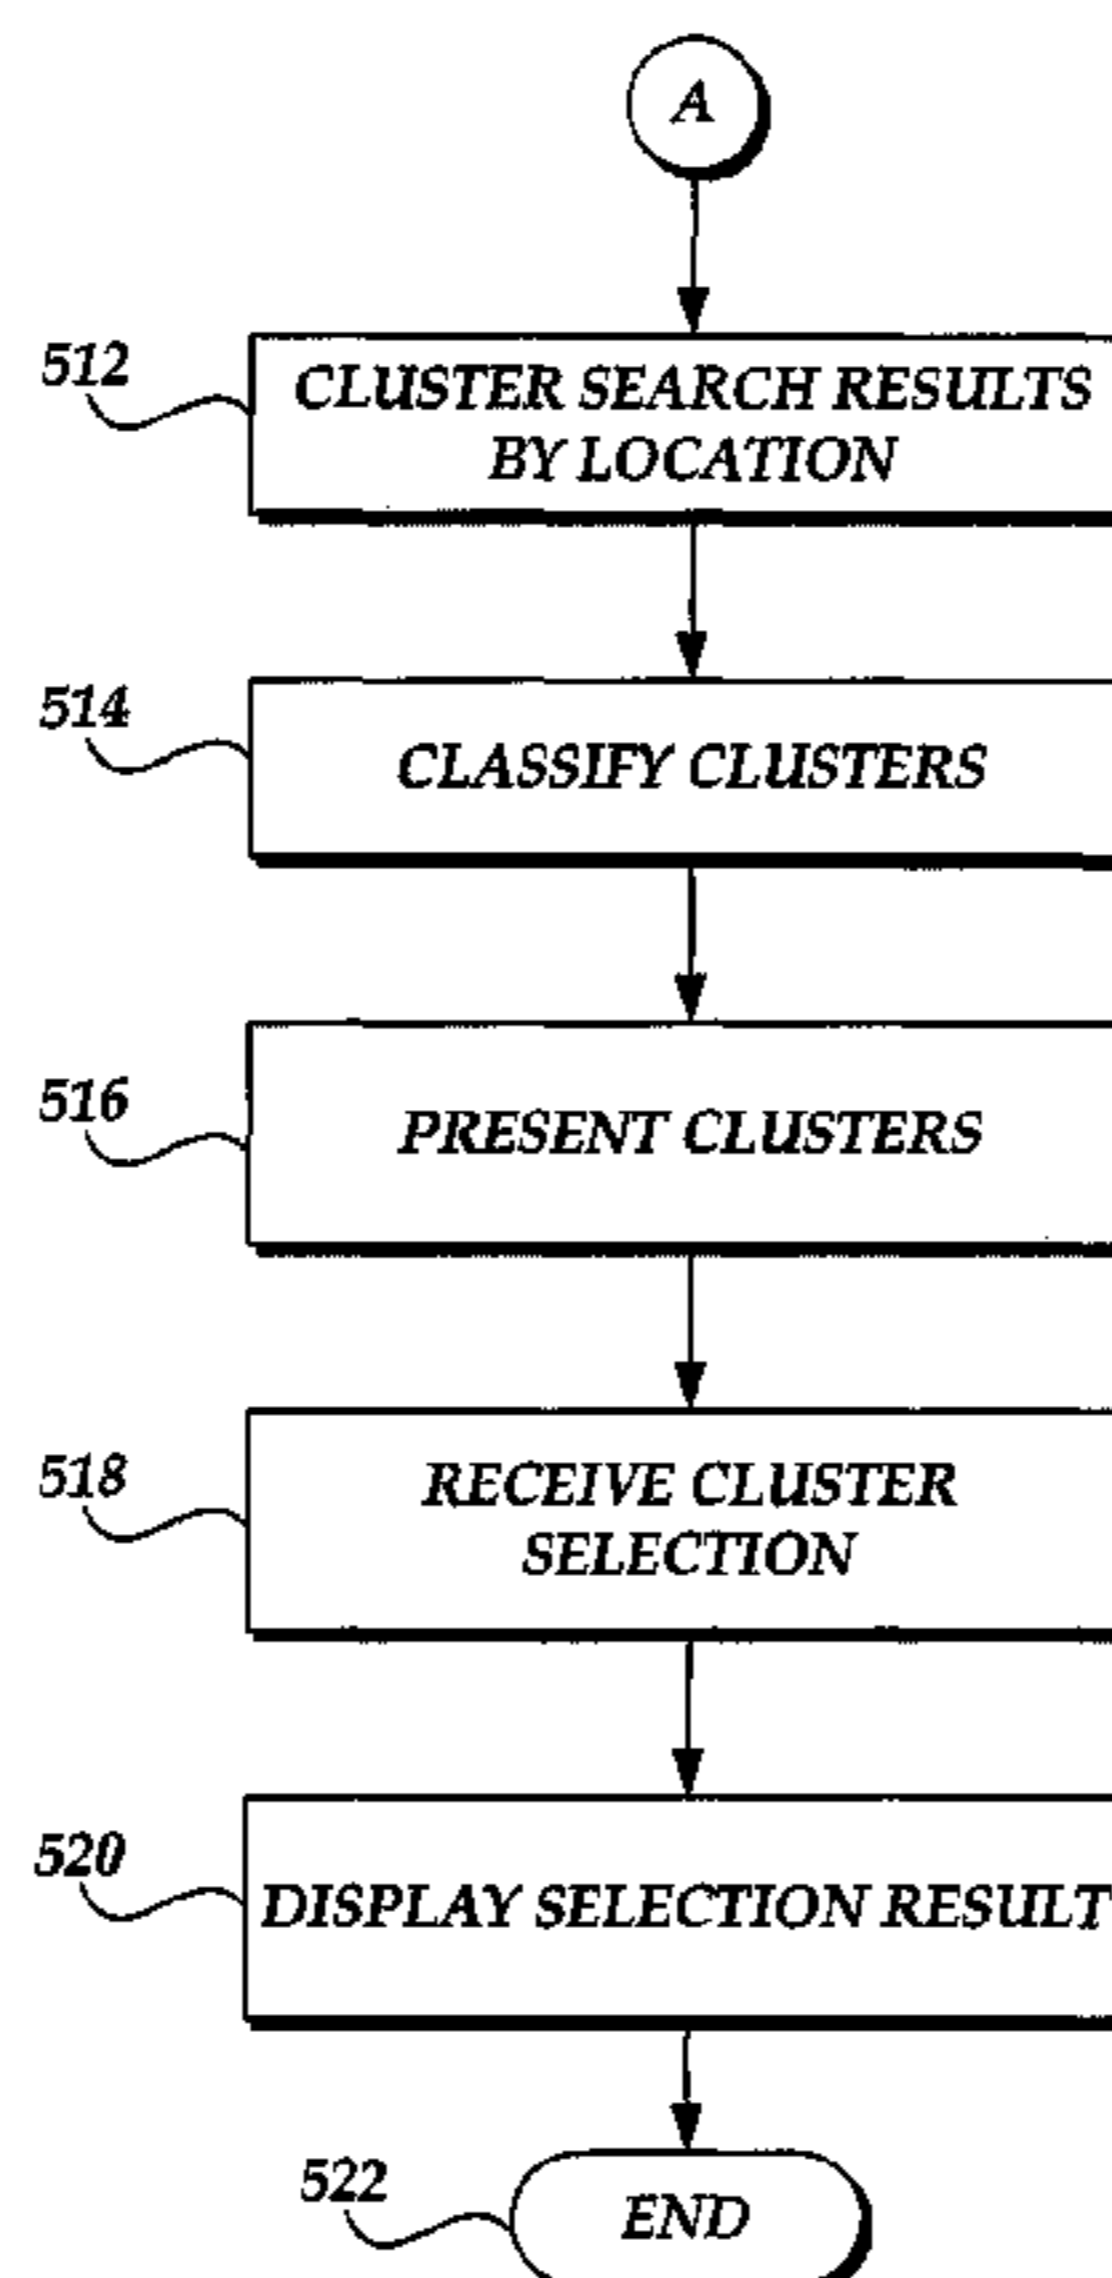 A
512
CLUSTER SEARCH RESULTS
BY LOCATION
514
CLASSIFY CLUSTERS
516
PRESENT CLUSTERS
518
RECEIVE CLUSTER
SELECTION
520
DISPLAY SELECTION RESULT
522
END